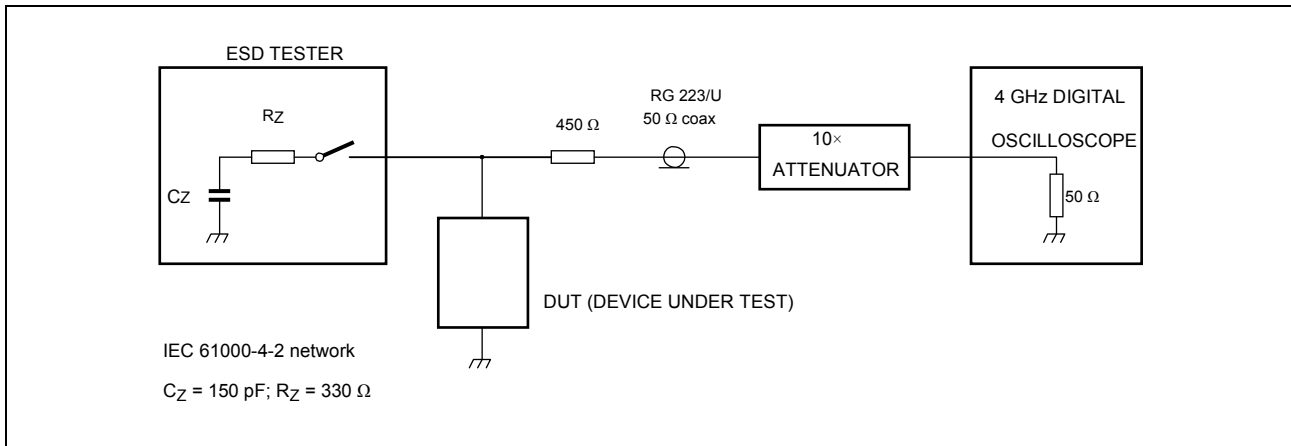 ESD TESTER
RZ
CZ
450 Ω
RG 223/U
50 Ω coax
10×
ATTENUATOR
4 GHz DIGITAL
OSCILLOSCOPE
50 Ω
DUT (DEVICE UNDER TEST)
IEC 61000-4-2 network
CZ = 150 pF; RZ = 330 Ω